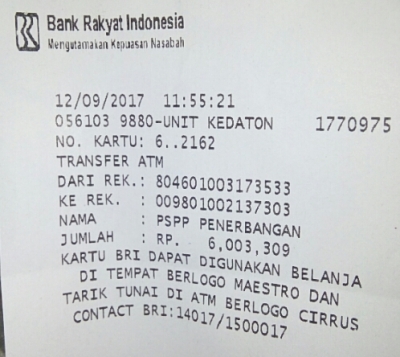 Bank Rakyat Indonesia
Mengutamakan Kepuasan Nasabah
12/09/2017 11:55:21
056103 9880-UNIT KEDATON 1770975
NO. KARTU: 6..2162
TRANSFER ATM
DARI REK.: 804601003173533
KE REK. : 009801002137303
NAMA : PSPP PENERBANGAN
JUMLAH : RP. 6,003,309
KARTU BRI DAPAT DIGUNAKAN BELANJA
DI TEMPAT BERLOGO MAESTRO DAN
TARIK TUNAI DI ATM BERLOGO CIRRUS
CONTACT BRI:14017/1500017